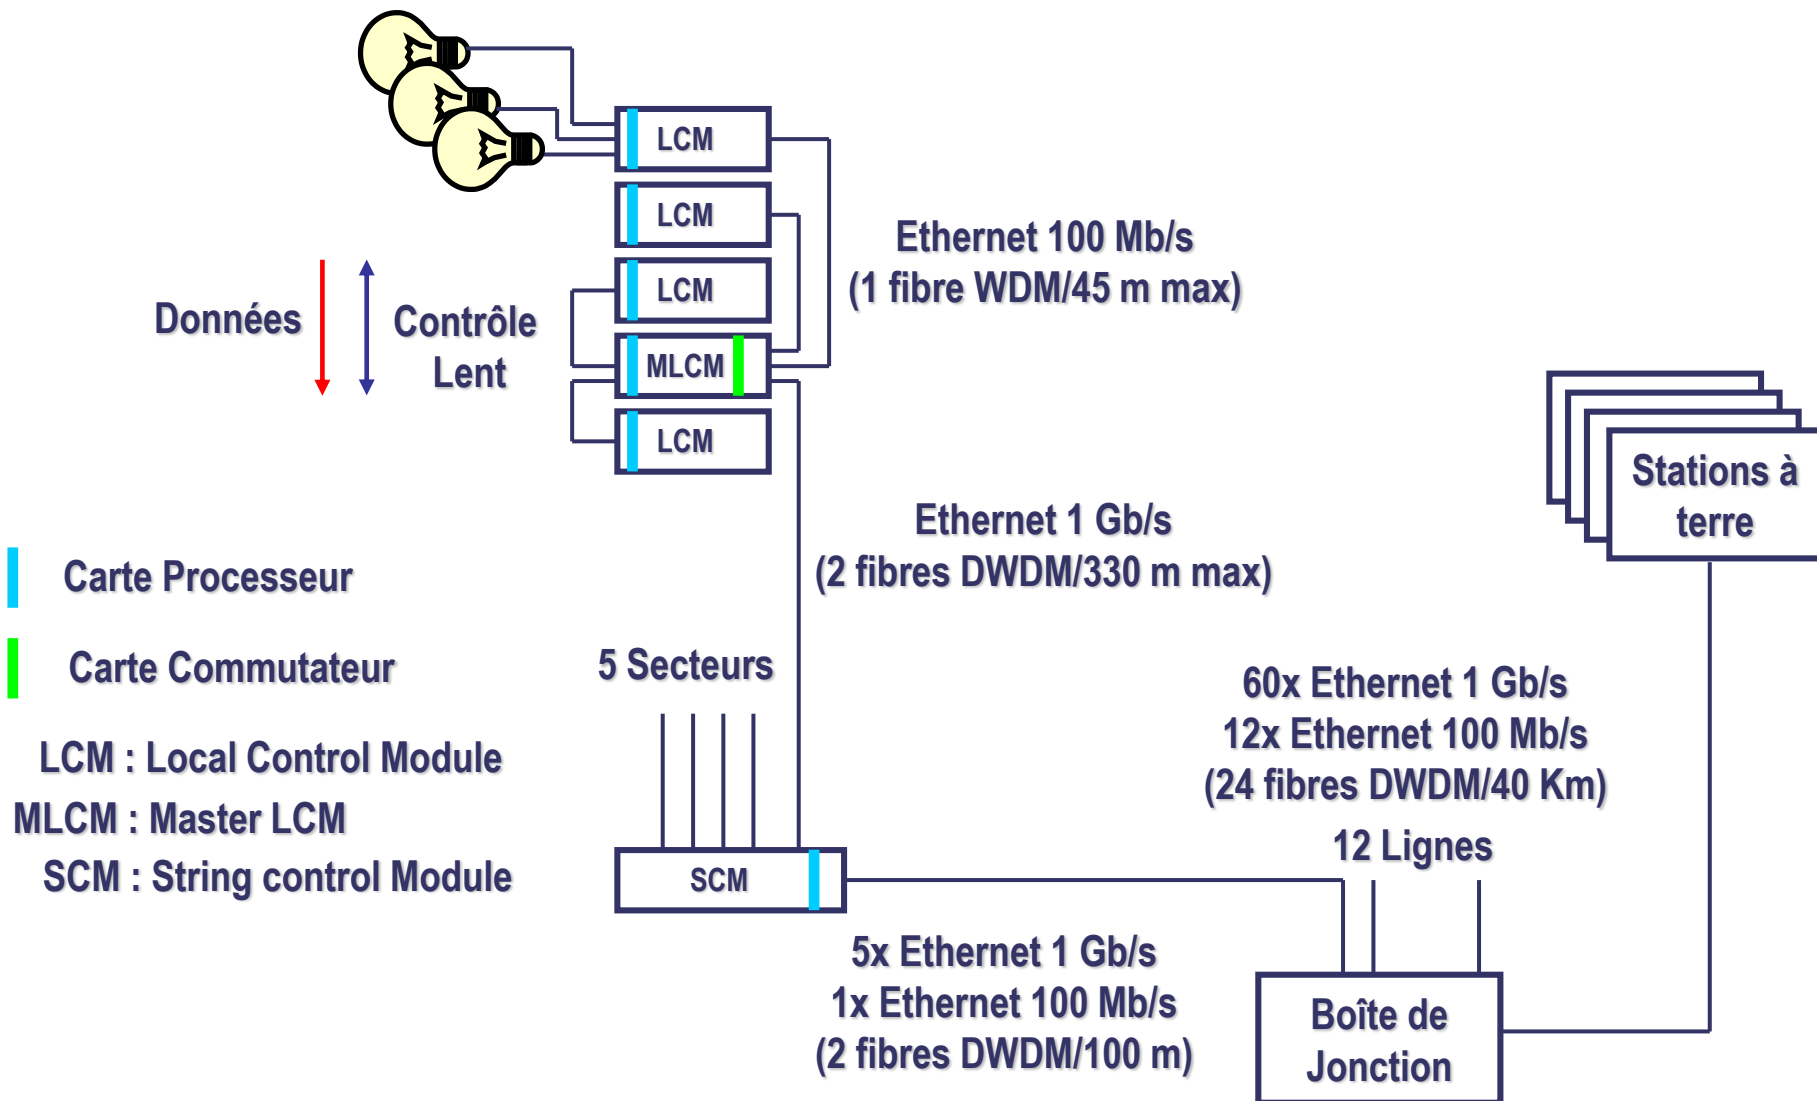 LCM
LCM
LCM
MLCM
LCM
Ethernet 100 Mb/s
(1 fibre WDM/45 m max)
Données
Contrôle
Lent
Stations à
terre
Ethernet 1 Gb/s
(2 fibres DWDM/330 m max)
Carte Processeur
Carte Commutateur
LCM : Local Control Module
MLCM : Master LCM
SCM : String control Module
5 Secteurs
SCM
60x Ethernet 1 Gb/s
12x Ethernet 100 Mb/s
(24 fibres DWDM/40 Km)
12 Lignes
5x Ethernet 1 Gb/s
1x Ethernet 100 Mb/s
(2 fibres DWDM/100 m)
Boîte de
Jonction